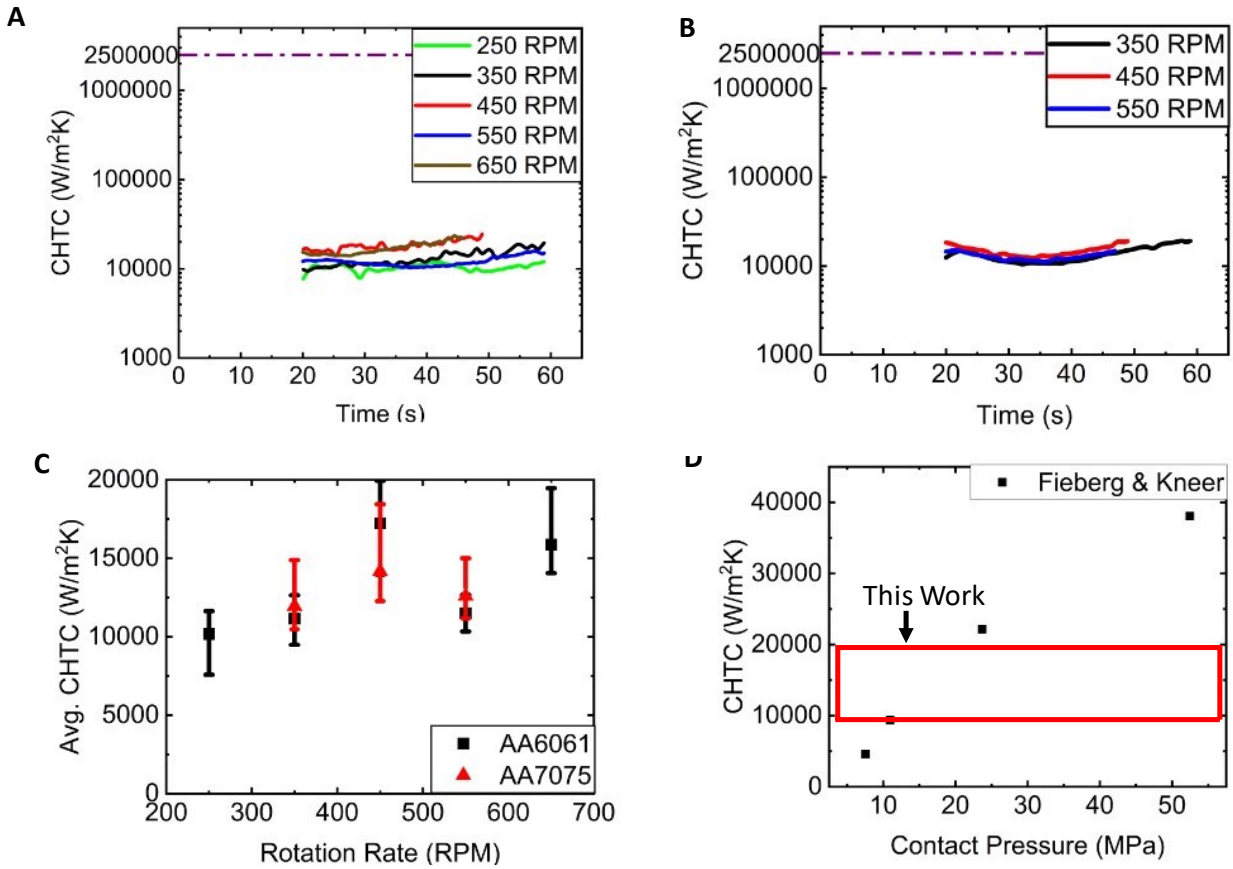 A
CHTC (W/m²K)
2500000
1000000
100000
10000
1000
0 10 20 30 40 50 60
Time (s)
250 RPM
350 RPM
450 RPM
550 RPM
650 RPM
B
CHTC (W/m²K)
2500000
1000000
100000
10000
1000
0 10 20 30 40 50 60
Time (s)
350 RPM
450 RPM
550 RPM
C
Avg. CHTC (W/m²K)
20000
15000
10000
5000
0
200 300 400 500 600 700
Rotation Rate (RPM)
AA6061
AA7075
D
CHTC (W/m²K)
40000
30000
20000
10000
0
10 20 30 40 50
Contact Pressure (MPa)
Fieberg & Kneer
This Work